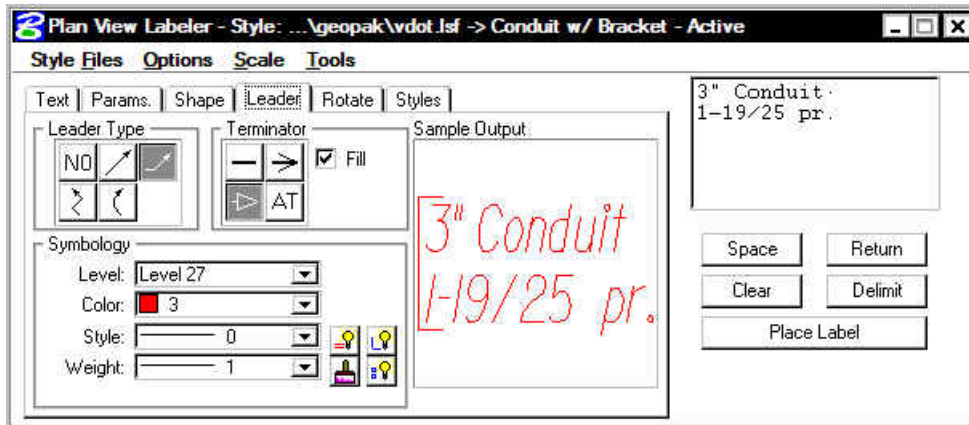 Plan View Labeler - Style: ...\geopak\vdot.lsf -> Conduit w/ Bracket - Active
Style Files Options Scale Tools
Text Params. Shape Leader Rotate Styles
Leader Type
NO
Terminator
Fill
AT
Sample Output
3" Conduit
1-19/25 pr.
Symbology
Level: Level 27
Color: 3
Style: 0
Weight: 1
3" Conduit
1-19/25 pr.
Space Return
Clear Delimit
Place Label